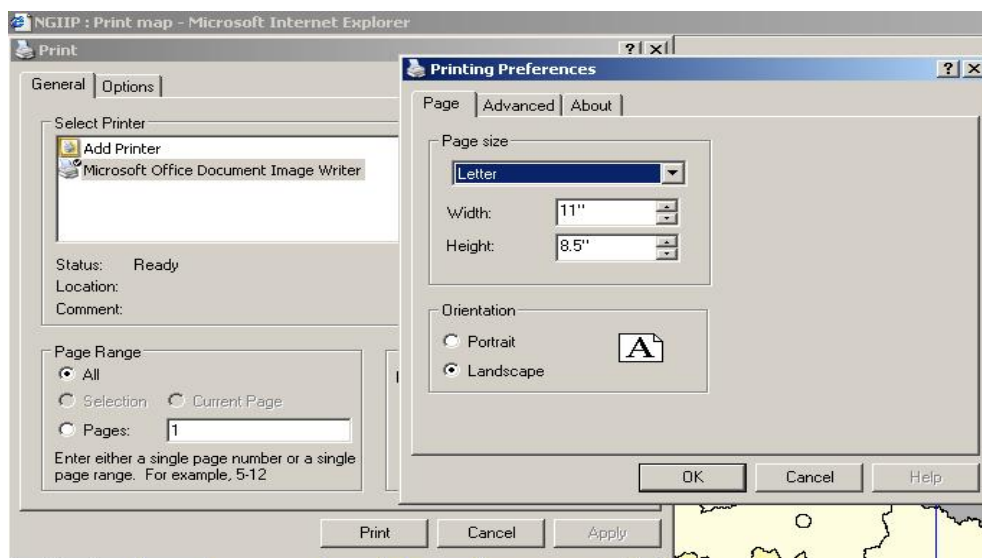 NGIIP : Print map - Microsoft Internet Explorer
Print
General
Options
Select Printer
Add Printer
Microsoft Office Document Image Writer
Status: Ready
Location:
Comment:
Page Range
All
Selection
Current Page
Pages: 1
Enter either a single page number or a single
page range. For example, 5-12
Print
Cancel
Apply
Printing Preferences
Page
Advanced
About
Page size
Letter
Width: 11"
Height: 8.5"
Orientation
Portrait
A
Landscape
OK
Cancel
Help